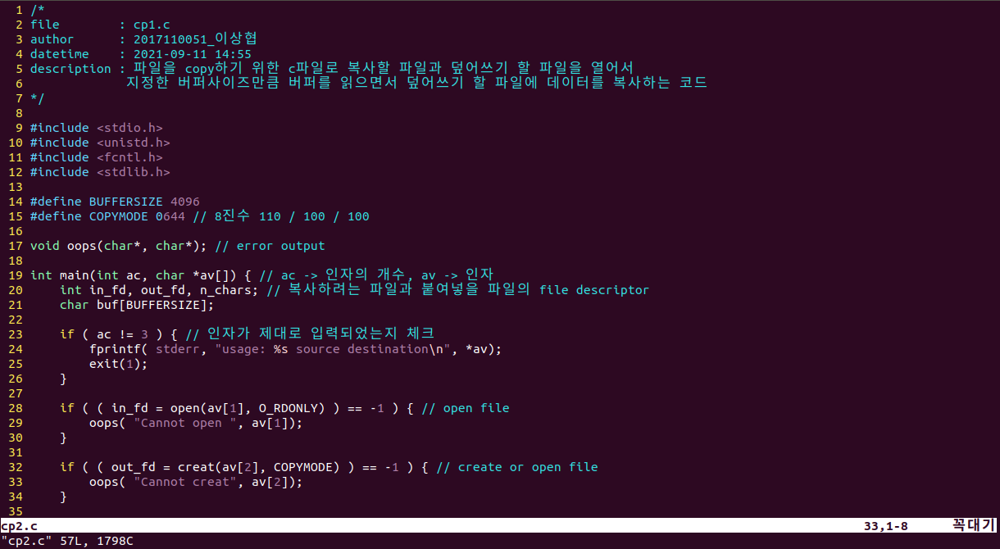 1 /*
2 file        : cp1.c
3 author      : 2017110051_이상협
4 datetime    : 2021-09-11 14:55
5 description : 파일을 copy하기 위한 c파일로 복사할 파일과 덮어쓰기 할 파일을 열어서
6              지정한 버퍼사이즈만큼 버퍼를 읽으면서 덮어쓰기 할 파일에 데이터를 복사하는 코드
7 */
8
9 #include <stdio.h>
10 #include <unistd.h>
11 #include <fcntl.h>
12 #include <stdlib.h>
13
14 #define BUFFERSIZE 4096
15 #define COPYMODE 0644 // 8진수 110 / 100 / 100
16
17 void oops(char*, char*); // error output
18
19 int main(int ac, char *av[]) { // ac -> 인자의 개수, av -> 인자
20     int in_fd, out_fd, n_chars; // 복사하려는 파일과 붙여넣을 파일의 file descriptor
21     char buf[BUFFERSIZE];
22
23     if ( ac != 3 ) { // 인자가 제대로 입력되었는지 체크
24         fprintf( stderr, "usage: %s source destination\n", *av);
25         exit(1);
26     }
27
28     if ( ( in_fd = open(av[1], O_RDONLY) ) == -1 ) { // open file
29         oops( "Cannot open ", av[1]);
30     }
31
32     if ( ( out_fd = creat(av[2], COPYMODE) ) == -1 ) { // create or open file
33         oops( "Cannot creat", av[2]);
34     }
35
cp2.c 33,1-8 꼭대기
"cp2.c" 57L, 1798C